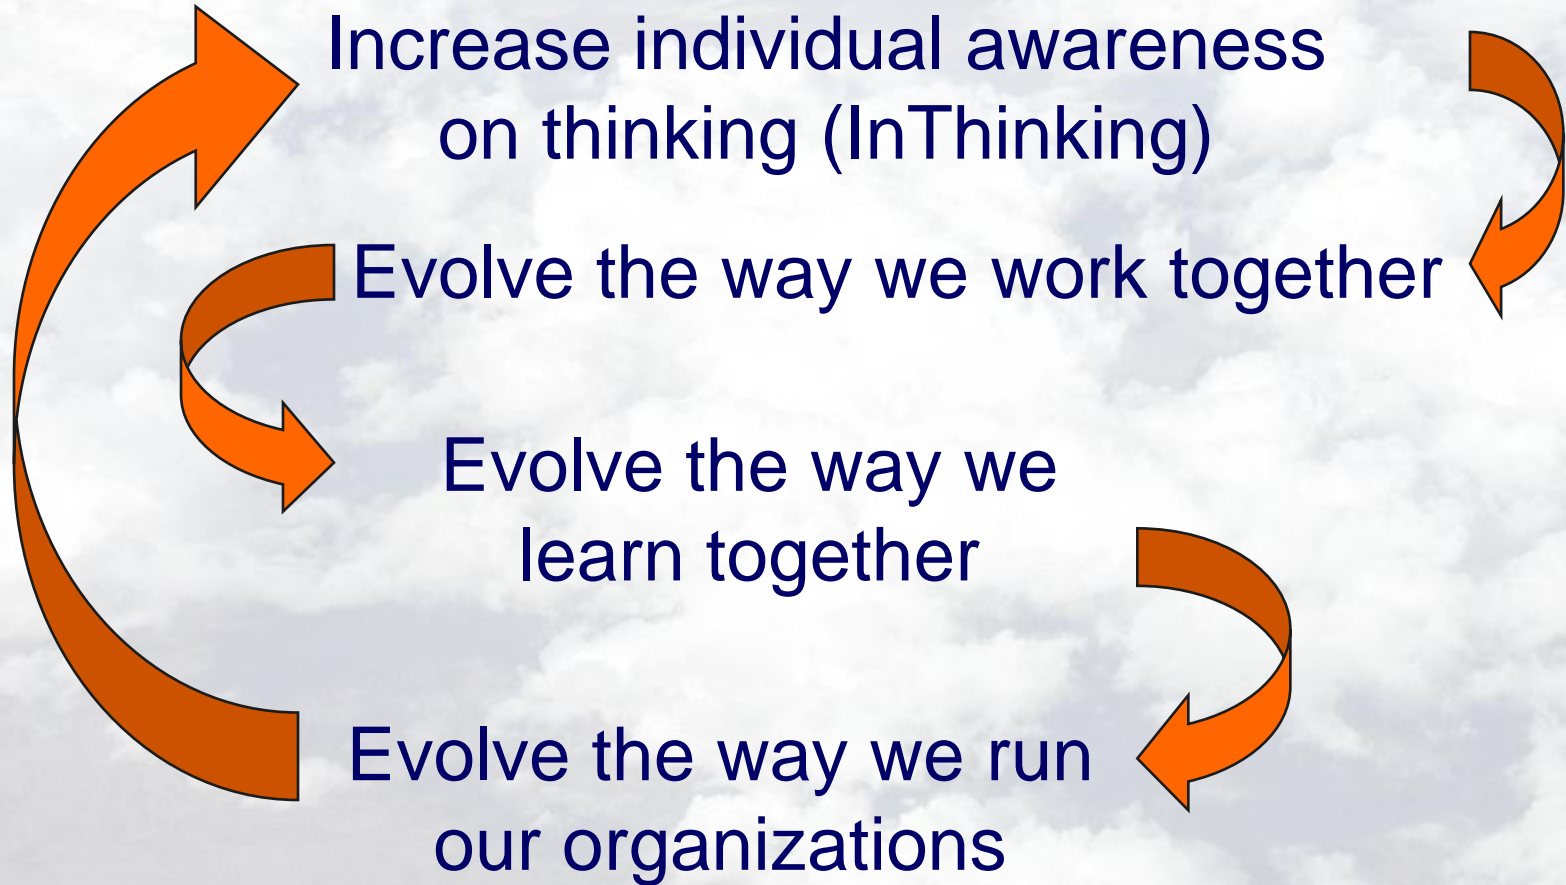 Increase individual awareness
on thinking (InThinking)
Evolve the way we work together
Evolve the way we
learn together
Evolve the way we run
our organizations